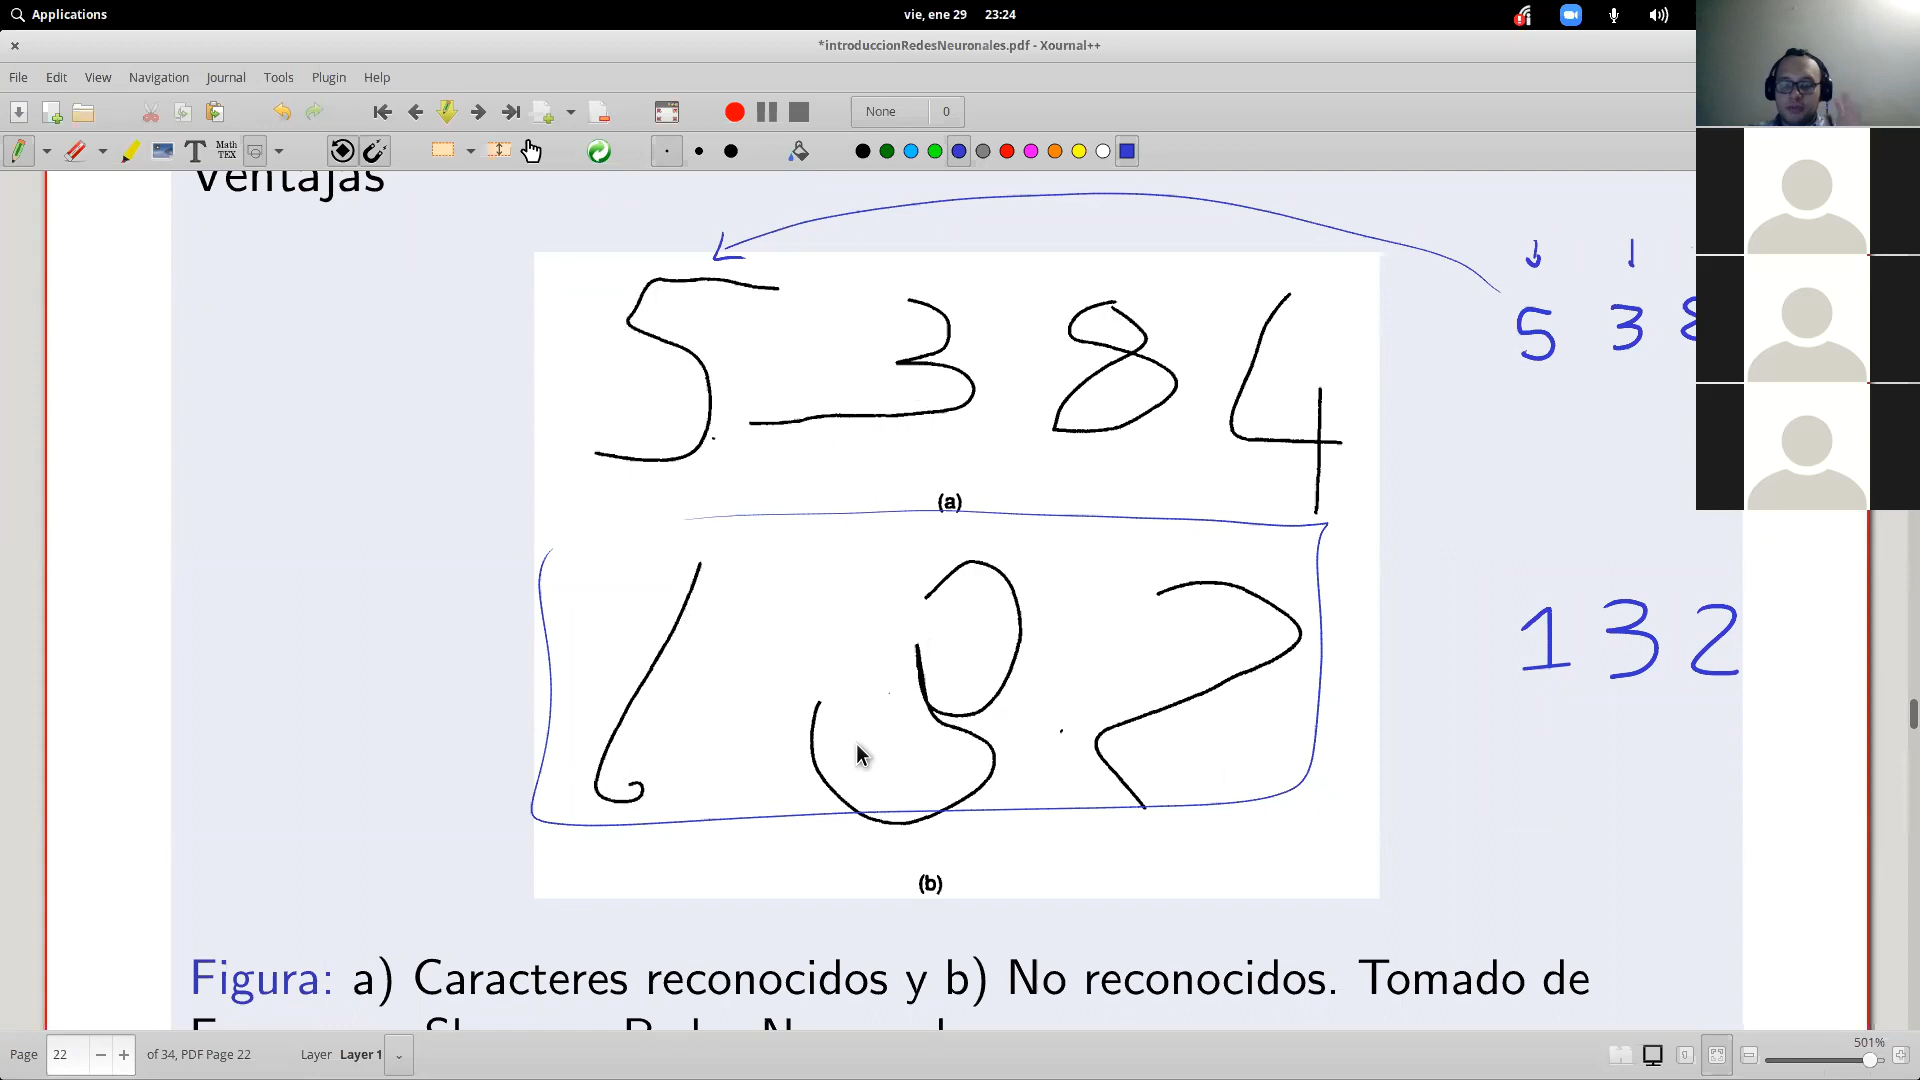 Applications
vie, ene 29 23:24
*introduccionRedesNeuronales.pdf - Xournal++
File Edit View Navigation Journal Tools Plugin Help
None 0
T Math TEX
Ventajas
5 3 8 4
5 3 8
(a)
1 3 2
(b)
Figura: a) Caracteres reconocidos y b) No reconocidos. Tomado de
Page 22 of 34, PDF Page 22 Layer Layer 1
501%